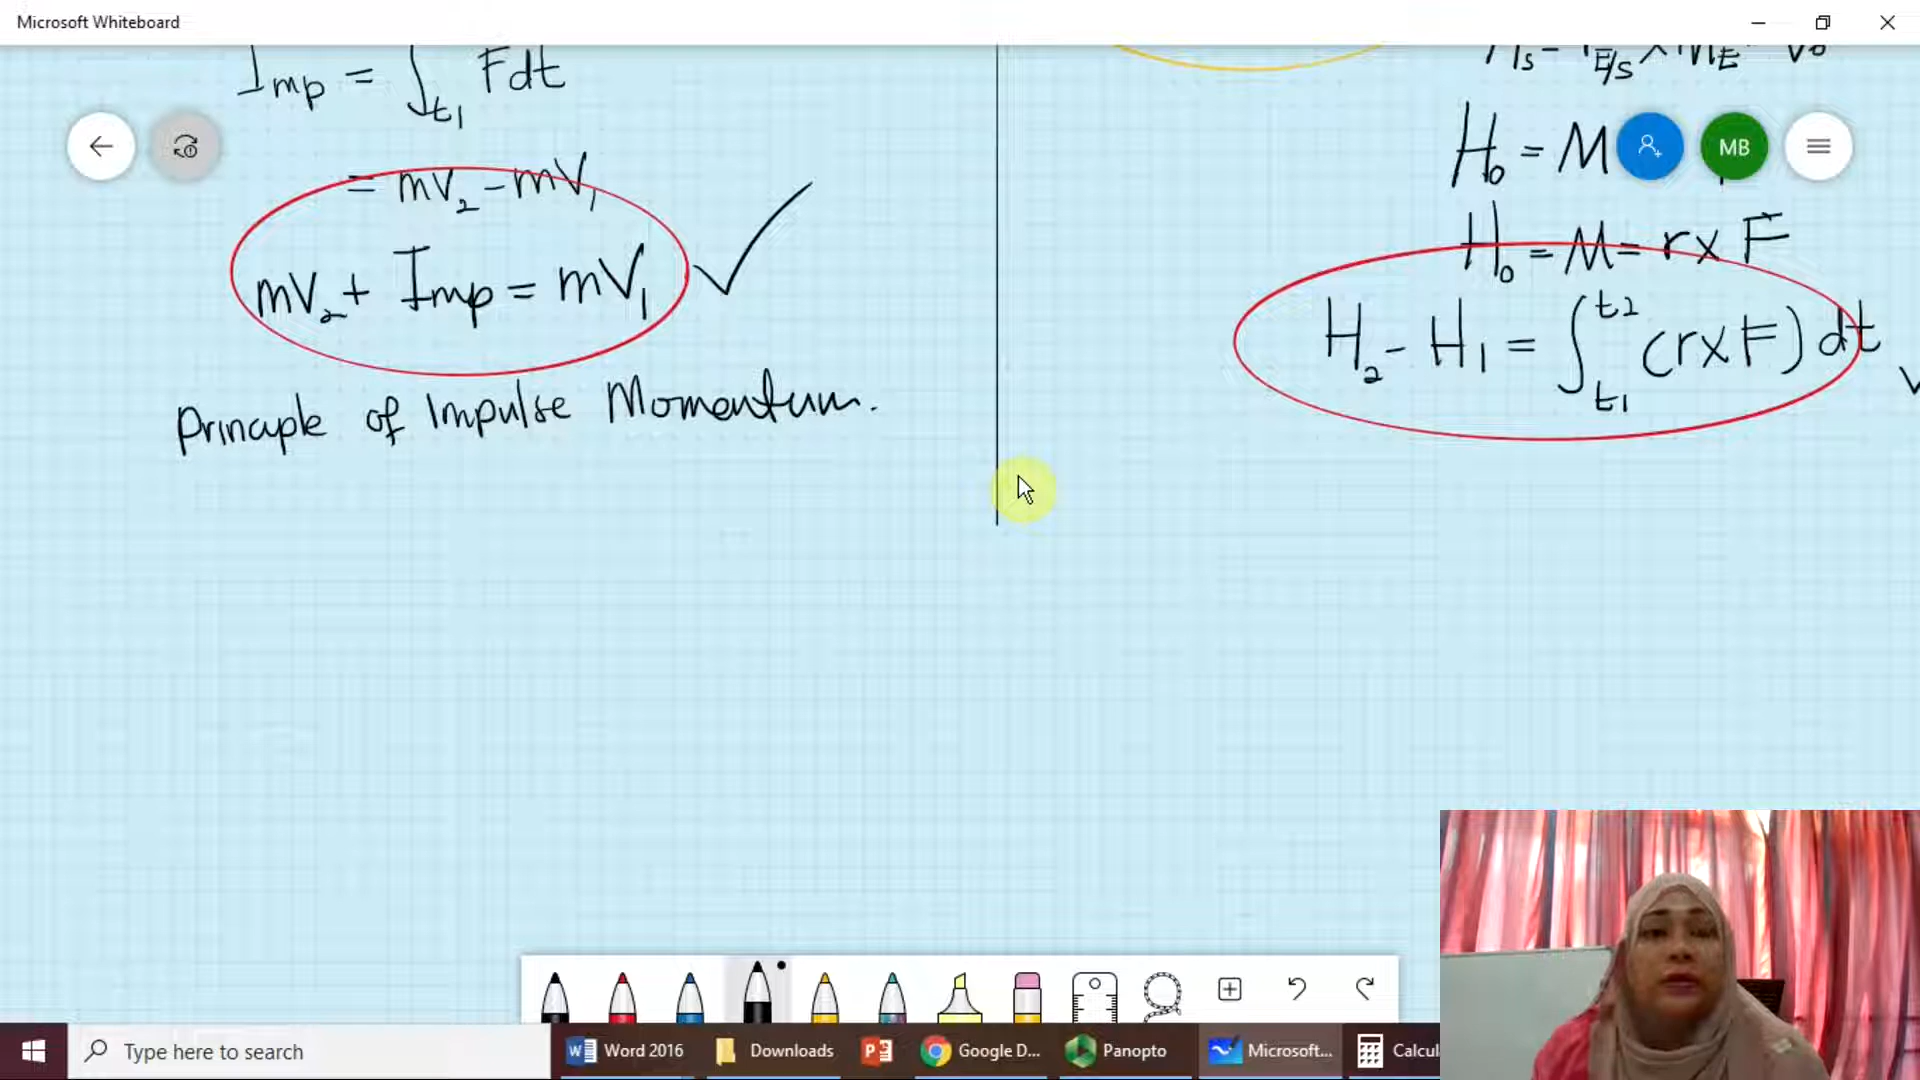 Microsoft Whiteboard
Imp = ∫t1 Fdt
= mV2 - mV1
mV2 + Imp = mV1
Principle of Impulse Momentum.
H0 = M
H0 = M = r x F
H2 - H1 = ∫t1 t2 (r x F) dt
MB
Type here to search
Word 2016
Downloads
Google D...
Panopto
Microsoft...
Calcul